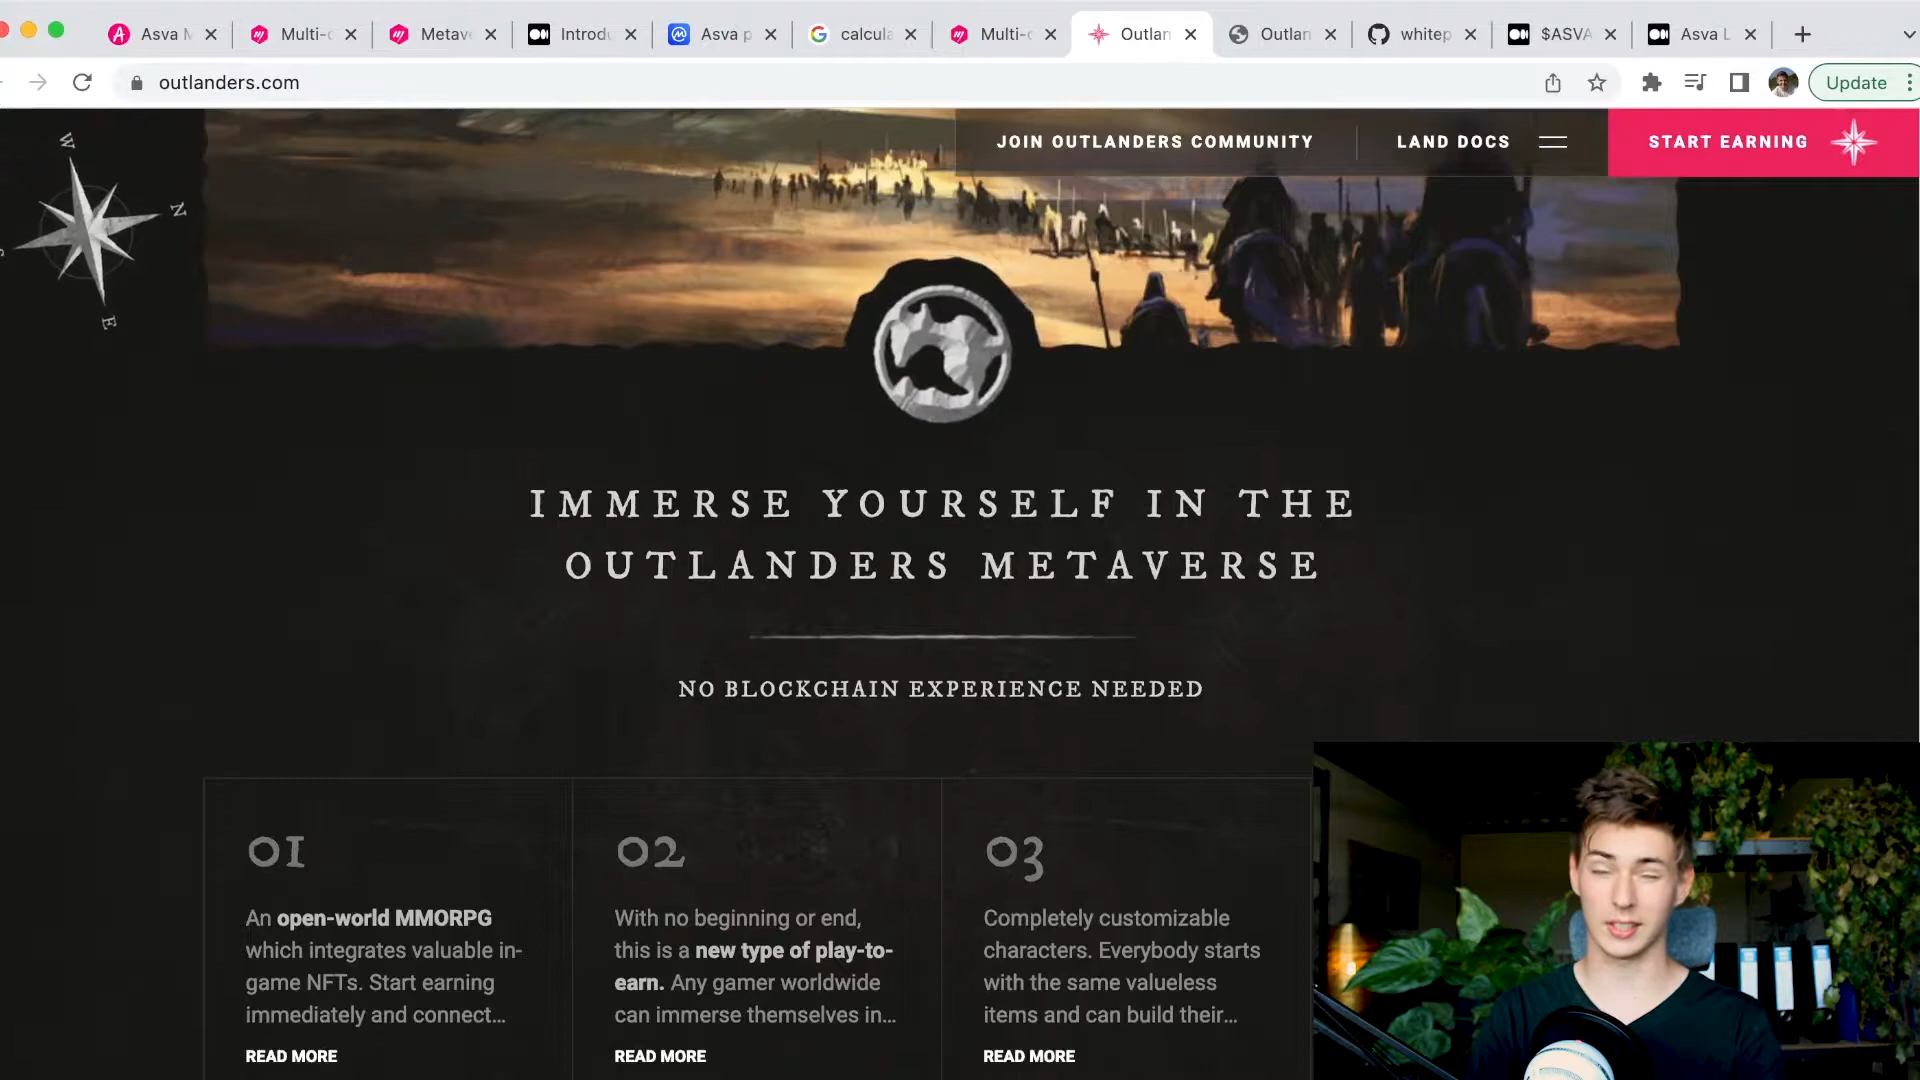 Asva M
Multi-c
Metave
Introdu
Asva p
calcula
Multi-c
Outlan
Outlan
whitep
$ASVA
Asva L
outlanders.com
Update
W
N
E
JOIN OUTLANDERS COMMUNITY
LAND DOCS
START EARNING
IMMERSE YOURSELF IN THE
OUTLANDERS METAVERSE
NO BLOCKCHAIN EXPERIENCE NEEDED
01
An open-world MMORPG
which integrates valuable in-
game NFTs. Start earning
immediately and connect...
READ MORE
02
With no beginning or end,
this is a new type of play-to-
earn. Any gamer worldwide
can immerse themselves in...
READ MORE
03
Completely customizable
characters. Everybody starts
with the same valueless
items and can build their...
READ MORE